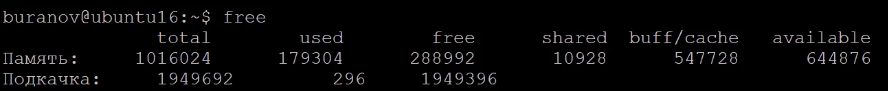 buranov@ubuntu16:~$ free
total used free shared buff/cache available
Память: 1016024 179304 288992 10928 547728 644876
Подкачка: 1949692 296 1949396